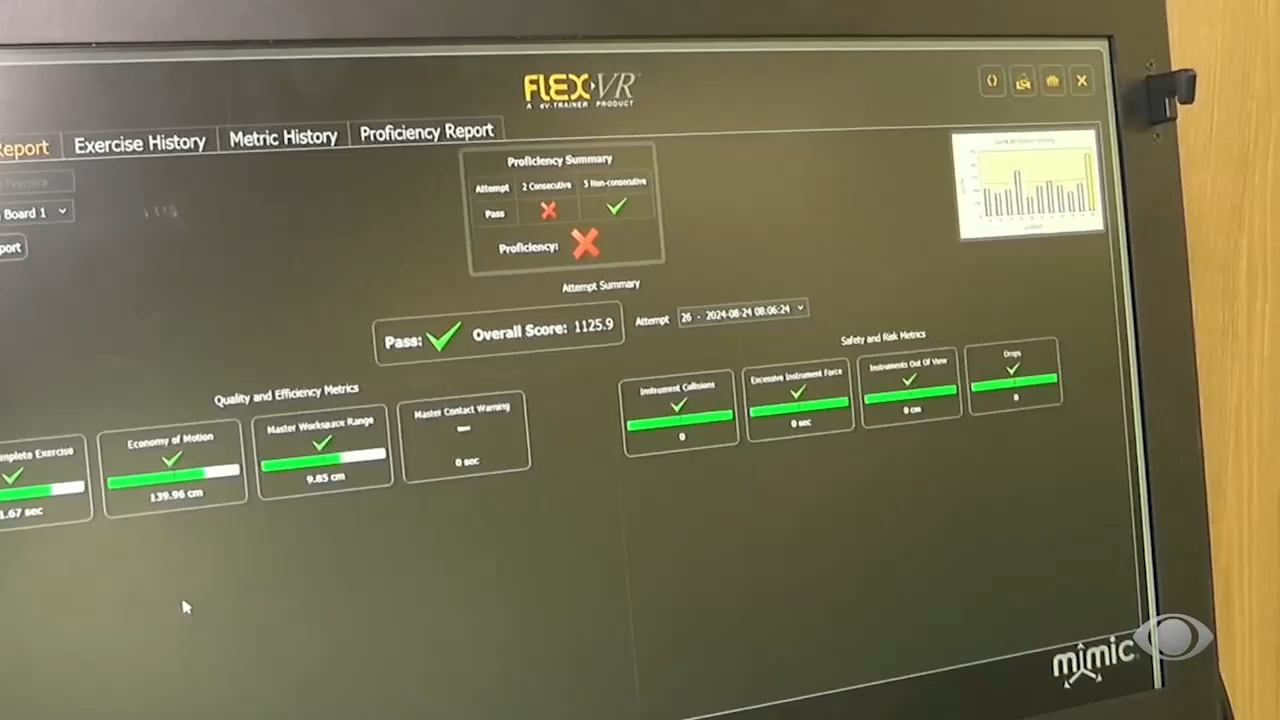 FLEX VR
A dV-TRAINER PRODUCT
Report
Exercise History
Metric History
Proficiency Report
Board 1
port
Proficiency Summary
Attempt 2 Consecutive 5 Non-consecutive
Pass
Proficiency:
Attempt Summary
Pass: Overall Score: 1125.9
Attempt 26 - 2024-08-24 08:06:24
Quality and Efficiency Metrics
mplete Exercise
1.67 sec
Economy of Motion
139.96 cm
Master Workspace Range
9.85 cm
Master Contact Warning
0 sec
Safety and Risk Metrics
Instrument Collisions
0
Excessive Instrument Force
0 sec
Instruments Out Of View
0 cm
Drops
0
mimic